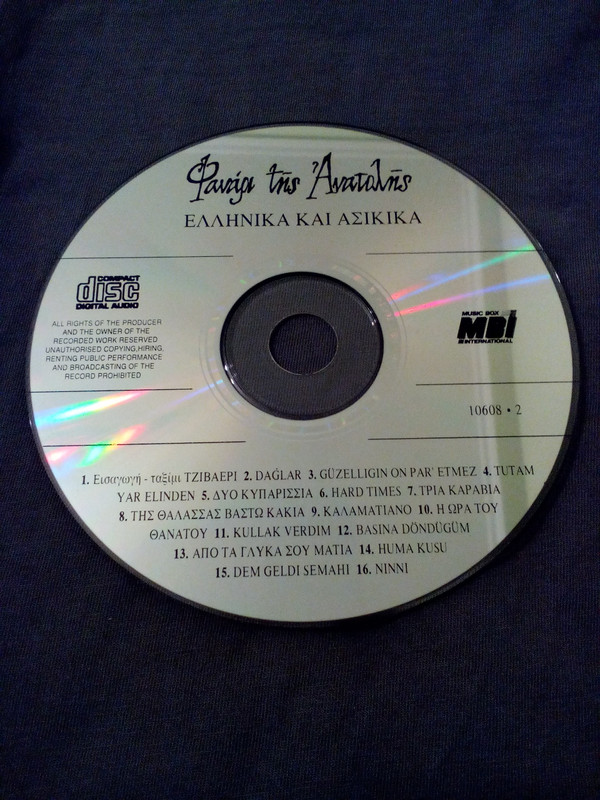 Φανάρι τῆς Ἀνατολῆς
ΕΛΛΗΝΙΚΑ ΚΑΙ ΑΣΙΚΙΚΑ
COMPACT
disc
DIGITAL AUDIO
ALL RIGHTS OF THE PRODUCER
AND THE OWNER OF THE
RECORDED WORK RESERVED
UNAUTHORISED COPYING,HIRING,
RENTING PUBLIC PERFORMANCE
AND BROADCASTING OF THE
RECORD PROHIBITED
MUSIC BOX
MBI
INTERNATIONAL
10608 • 2
1. Εισαγωγή - ταξίμι ΤΖΙΒΑΕΡΙ 2. DAĞLAR 3. GÜZELLIGIN ON PAR' ETMEZ 4. TUTAM
YAR ELINDEN 5. ΔΥΟ ΚΥΠΑΡΙΣΣΙΑ 6. HARD TIMES 7. ΤΡΙΑ ΚΑΡΑΒΙΑ
8. ΤΗΣ ΘΑΛΑΣΣΑΣ ΒΑΣΤΩ ΚΑΚΙΑ 9. ΚΑΛΑΜΑΤΙΑΝΟ 10. Η ΩΡΑ ΤΟΥ
ΘΑΝΑΤΟΥ 11. KULLAK VERDIM 12. BASINA DÖNDÜGÜM
13. ΑΠΟ ΤΑ ΓΛΥΚΑ ΣΟΥ ΜΑΤΙΑ 14. HUMA KUSU
15. DEM GELDI SEMAHI 16. NINNI